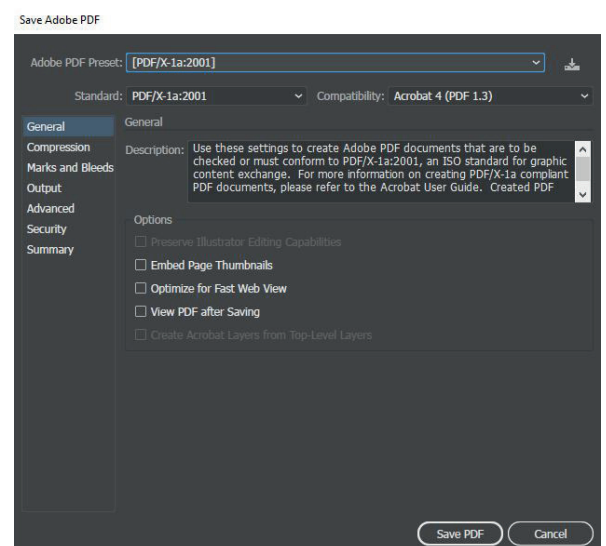 Save Adobe PDF
Adobe PDF Preset: [PDF/X-1a:2001]
Standard: PDF/X-1a:2001 Compatibility: Acrobat 4 (PDF 1.3)
General
Compression
Marks and Bleeds
Output
Advanced
Security
Summary
General
Description: Use these settings to create Adobe PDF documents that are to be
checked or must conform to PDF/X-1a:2001, an ISO standard for graphic
content exchange. For more information on creating PDF/X-1a compliant
PDF documents, please refer to the Acrobat User Guide. Created PDF
Options
Preserve Illustrator Editing Capabilities
Embed Page Thumbnails
Optimize for Fast Web View
View PDF after Saving
Create Acrobat Layers from Top-Level Layers
Save PDF Cancel